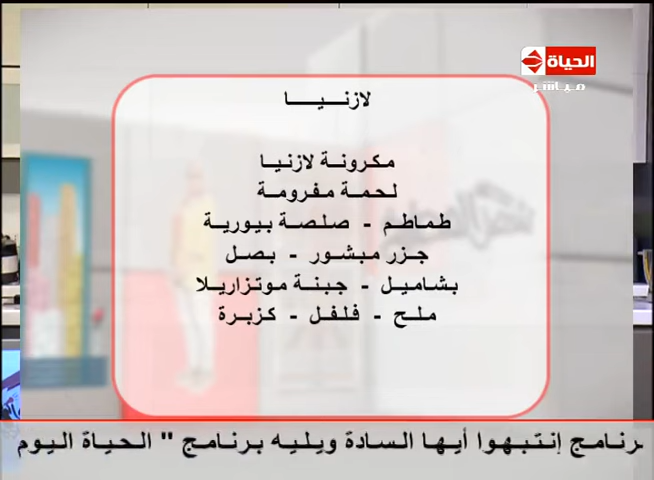 الحياة
مباشر
لازنيا
مكرونة لازنيا
لحمة مفرومة
طماطم - صلصة بيورية
جزر مبشور - بصل
بشاميل - جبنة موتزاريلا
ملح - فلفل - كزبرة
برنامج إنتبهوا أيها السادة ويليه برنامج " الحياة اليوم